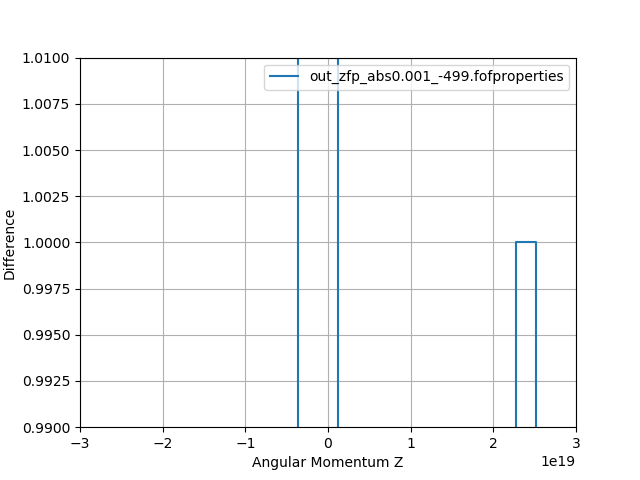 1.0100
out_zfp_abs0.001_-499.fofproperties
1.0075
1.0050
1.0025
1.0000
0.9975
0.9950
0.9925
0.9900
Difference
−3 −2 −1 0 1 2 3
Angular Momentum Z
1e19